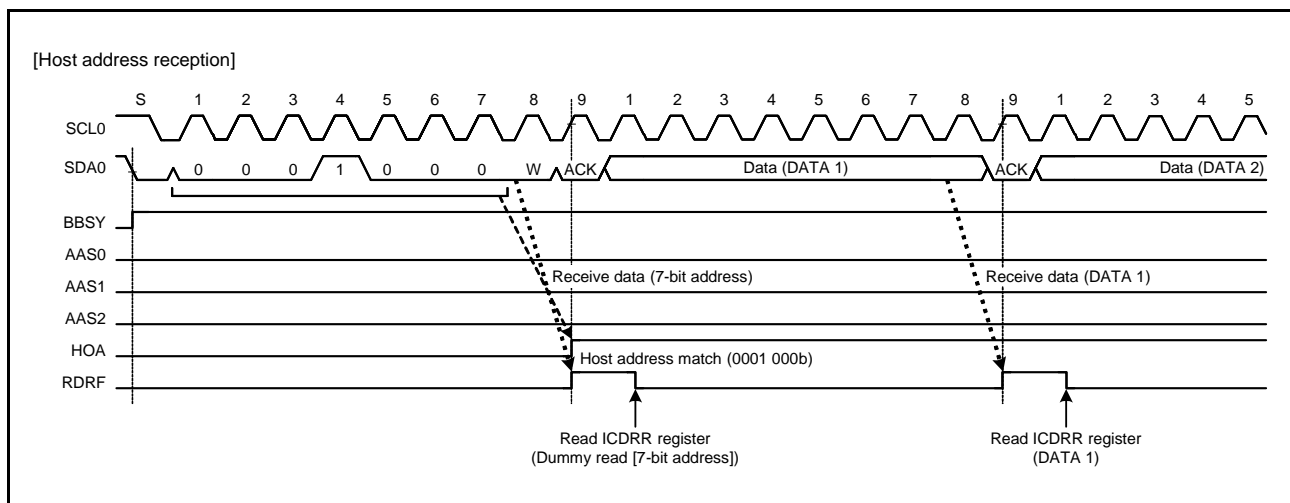 [Host address reception]
S 1 2 3 4 5 6 7 8 9 1 2 3 4 5 6 7 8 9 1 2 3 4 5
SCL0
SDA0 0 0 0 1 0 0 0 W ACK Data (DATA 1) ACK Data (DATA 2)
BBSY
AAS0
Receive data (7-bit address) Receive data (DATA 1)
AAS1
AAS2
HOA
Host address match (0001 000b)
RDRF
Read ICDRR register Read ICDRR register
(Dummy read [7-bit address]) (DATA 1)